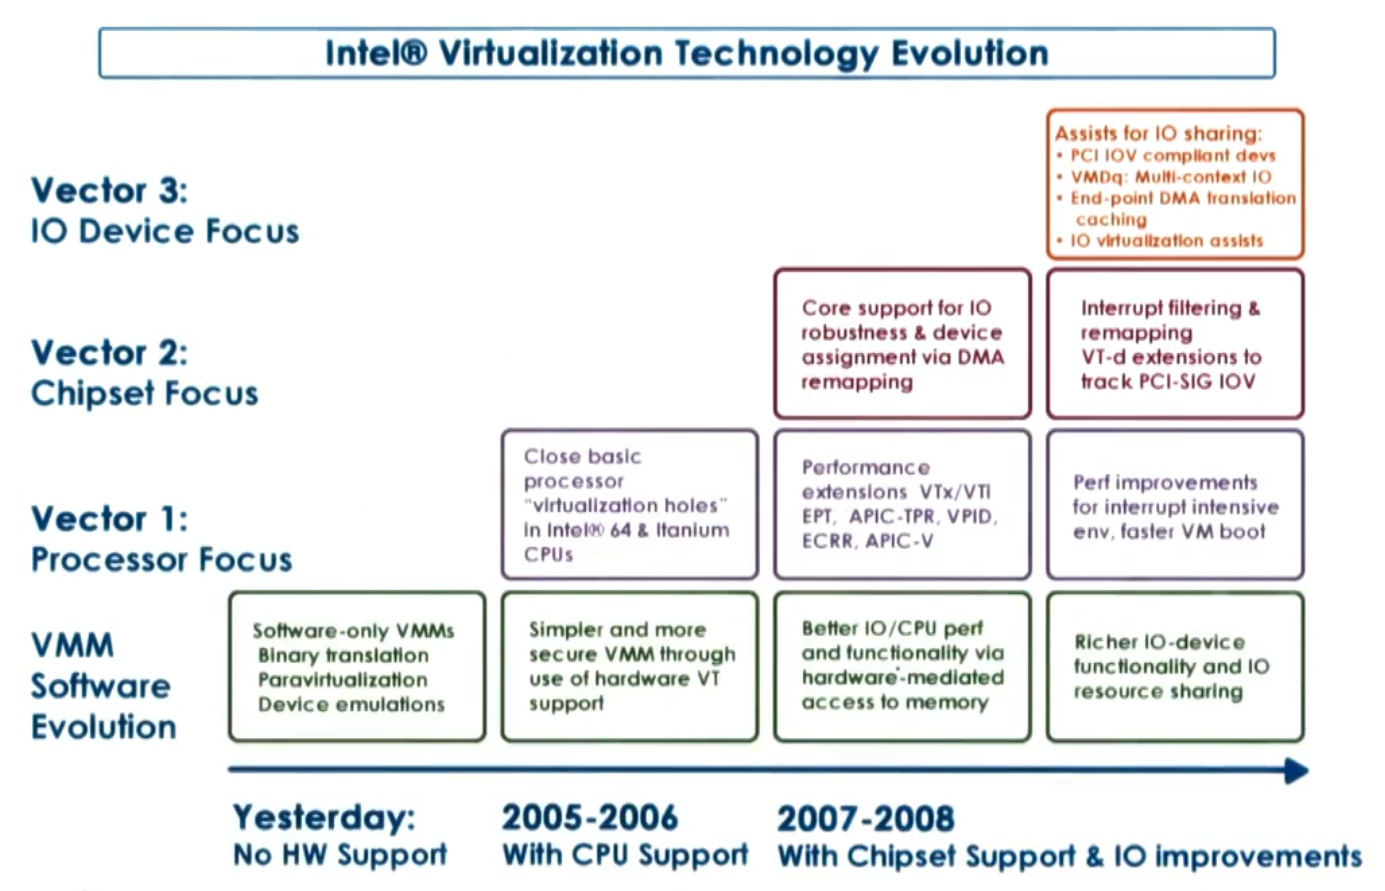 Intel® Virtualization Technology Evolution
Vector 3:
IO Device Focus
Assists for IO sharing:
• PCI IOV compliant devs
• VMDq: Multi-context IO
• End-point DMA translation
caching
• IO virtualization assists
Vector 2:
Chipset Focus
Core support for IO
robustness & device
assignment via DMA
remapping
Interrupt filtering &
remapping
VT-d extensions to
track PCI-SIG IOV
Vector 1:
Processor Focus
Close basic
processor
"virtualization holes"
in Intel® 64 & Itanium
CPUs
Performance
extensions VTx/VTi
EPT, APIC-TPR, VPID,
ECRR, APIC-V
Perf improvements
for interrupt intensive
env, faster VM boot
VMM
Software
Evolution
Software-only VMMs
Binary translation
Paravirtualization
Device emulations
Simpler and more
secure VMM through
use of hardware VT
support
Better IO/CPU perf
and functionality via
hardware-mediated
access to memory
Richer IO-device
functionality and IO
resource sharing
Yesterday:
No HW Support
2005-2006
With CPU Support
2007-2008
With Chipset Support & IO improvements